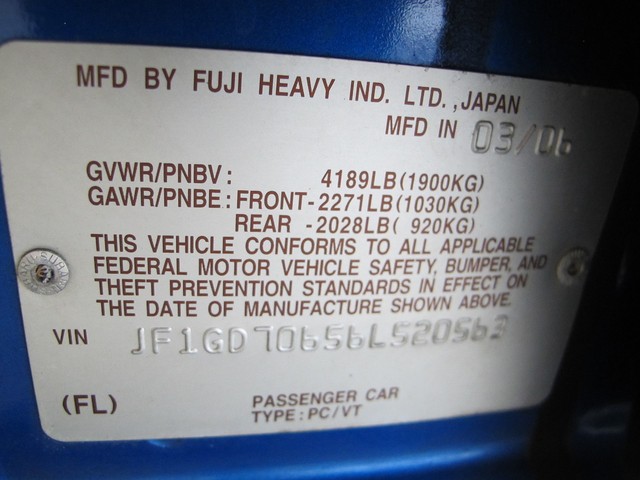 MFD BY FUJI HEAVY IND. LTD., JAPAN
MFD IN 03/06
GVWR/PNBV: 4189LB(1900KG)
GAWR/PNBE: FRONT-2271LB(1030KG)
REAR -2028LB( 920KG)
THIS VEHICLE CONFORMS TO ALL APPLICABLE
FEDERAL MOTOR VEHICLE SAFETY, BUMPER, AND
THEFT PREVENTION STANDARDS IN EFFECT ON
THE DATE OF MANUFACTURE SHOWN ABOVE.
VIN JF1GD70656L520563
(FL) PASSENGER CAR
TYPE: PC/VT